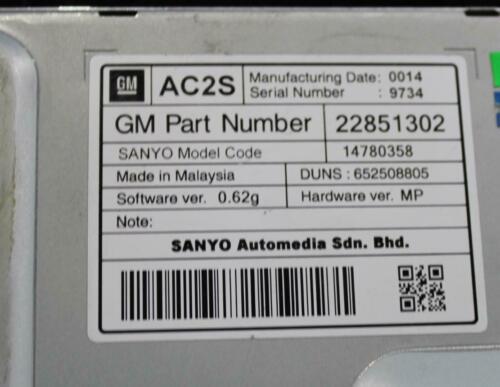 GM AC2S Manufacturing Date: 0014
Serial Number : 9734
GM Part Number 22851302
SANYO Model Code 14780358
Made in Malaysia DUNS : 652508805
Software ver. 0.62g Hardware ver. MP
Note:
SANYO Automedia Sdn. Bhd.